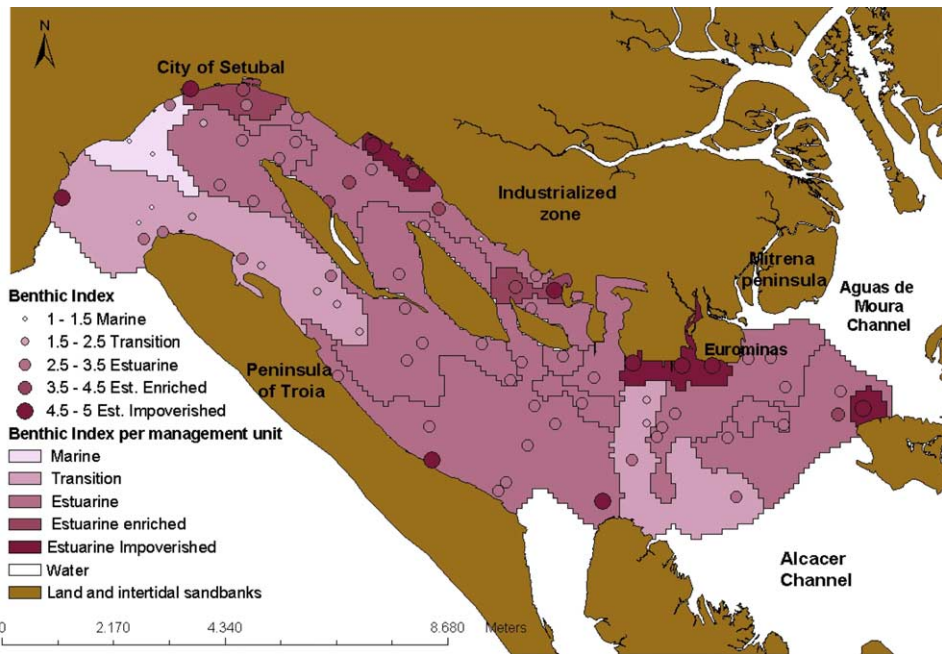 N
City of Setubal
Industrialized
zone
Mitrena
peninsula
Aguas de
Moura
Channel
Eurominas
Peninsula
of Troia
Alcacer
Channel
Benthic Index
1 - 1.5 Marine
1.5 - 2.5 Transition
2.5 - 3.5 Estuarine
3.5 - 4.5 Est. Enriched
4.5 - 5 Est. Impoverished
Benthic Index per management unit
Marine
Transition
Estuarine
Estuarine enriched
Estuarine Impoverished
Water
Land and intertidal sandbanks
0 2.170 4.340 8.680 Meters